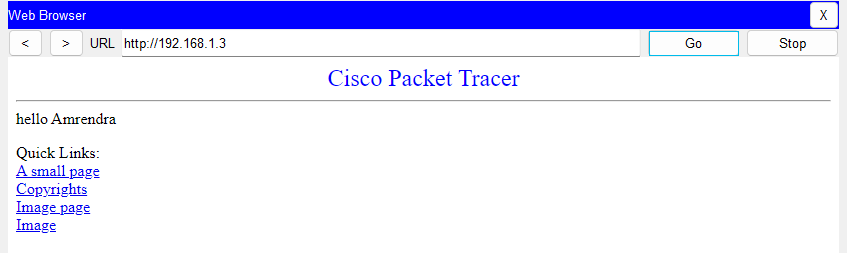 Web Browser X
< > URL http://192.168.1.3 Go Stop
Cisco Packet Tracer
hello Amrendra
Quick Links:
A small page
Copyrights
Image page
Image